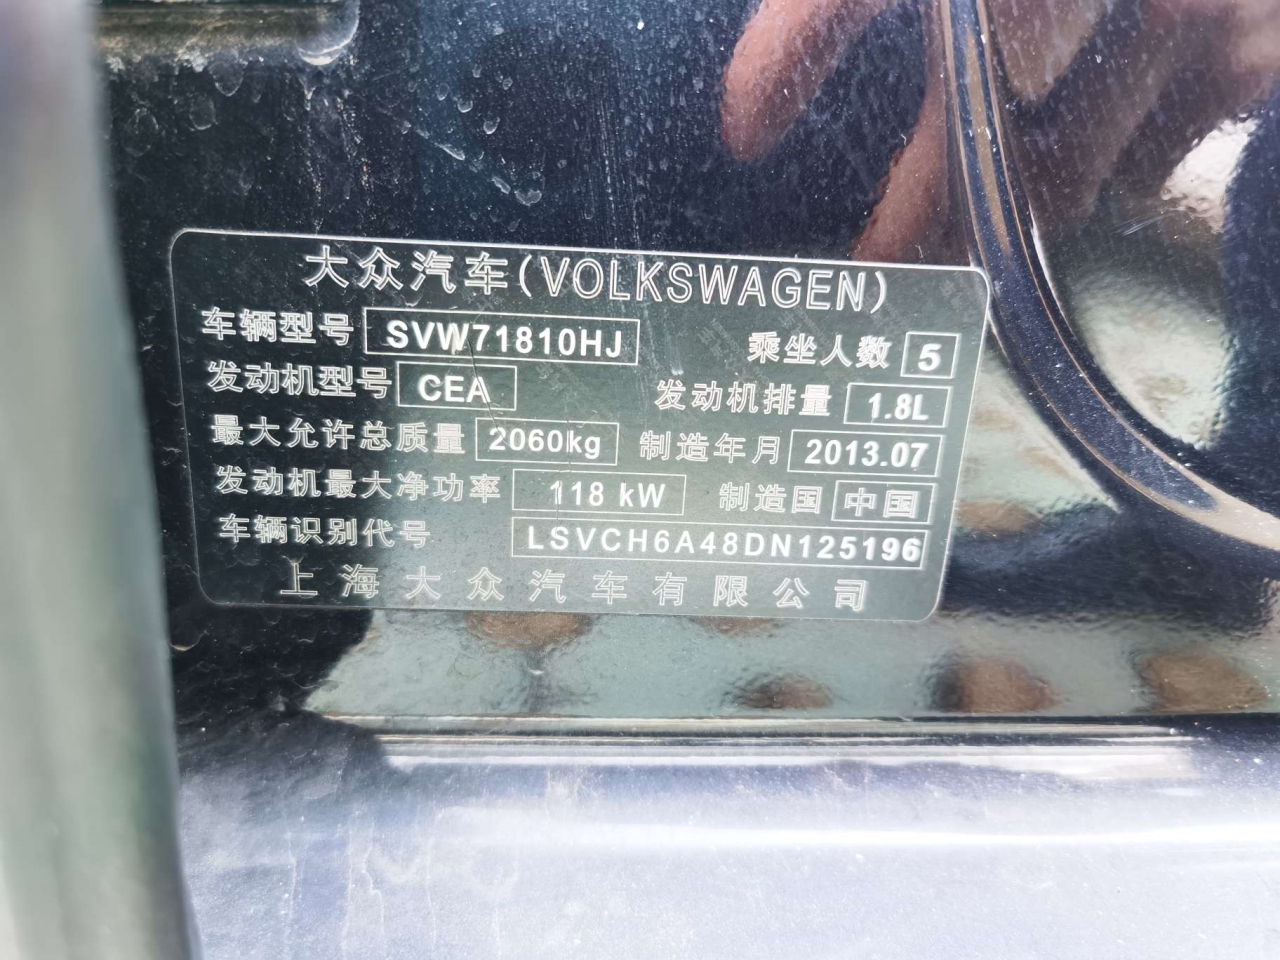 大众汽车(VOLKSWAGEN)
车辆型号 SVW71810HJ 乘坐人数 5
发动机型号 CEA 发动机排量 1.8L
最大允许总质量 2060kg 制造年月 2013.07
发动机最大净功率 118 kW 制造国 中国
车辆识别代号 LSVCH6A48DN125196
上海大众汽车有限公司